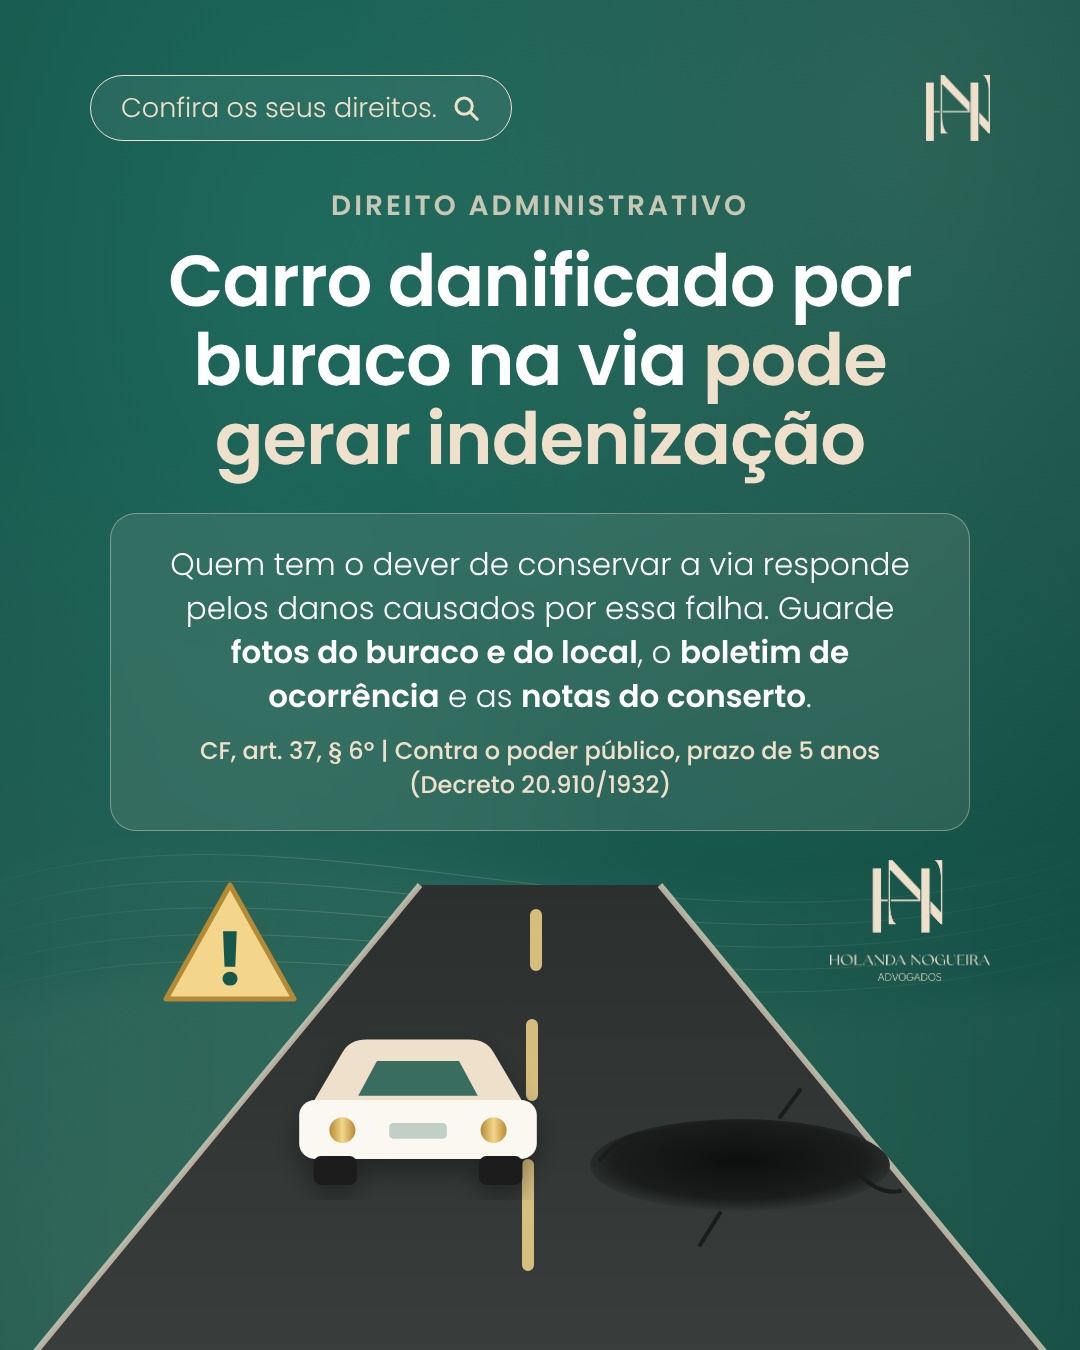 Confira os seus direitos.
HN
DIREITO ADMINISTRATIVO
Carro danificado por
buraco na via pode
gerar indenização
Quem tem o dever de conservar a via responde
pelos danos causados por essa falha. Guarde
fotos do buraco e do local, o boletim de
ocorrência e as notas do conserto.
CF, art. 37, § 6º | Contra o poder público, prazo de 5 anos
(Decreto 20.910/1932)
HN
HOLANDA NOGUEIRA
ADVOGADOS
!